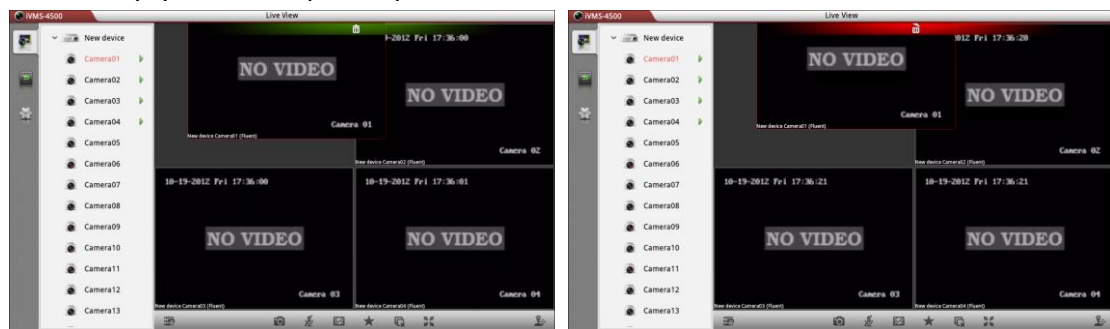 iVMS-4500
Live View
New device
Camera01
Camera02
Camera03
Camera04
Camera05
Camera06
Camera07
Camera08
Camera09
Camera10
Camera11
Camera12
Camera13
NO VIDEO
Camera 01
New device Camera01 (Fluent)
-2012 Fri 17:36:00
NO VIDEO
Camera 02
New device Camera02 (Fluent)
10-19-2012 Fri 17:36:00
NO VIDEO
Camera 03
New device Camera03 (Fluent)
10-19-2012 Fri 17:36:01
NO VIDEO
Camera 04
New device Camera04 (Fluent)
iVMS-4500
Live View
New device
Camera01
Camera02
Camera03
Camera04
Camera05
Camera06
Camera07
Camera08
Camera09
Camera10
Camera11
Camera12
Camera13
NO VIDEO
Camera 01
New device Camera01 (Fluent)
2012 Fri 17:36:20
NO VIDEO
Camera 02
New device Camera02 (Fluent)
10-19-2012 Fri 17:36:21
NO VIDEO
Camera 03
New device Camera03 (Fluent)
10-19-2012 Fri 17:36:21
NO VIDEO
Camera 04
New device Camera04 (Fluent)